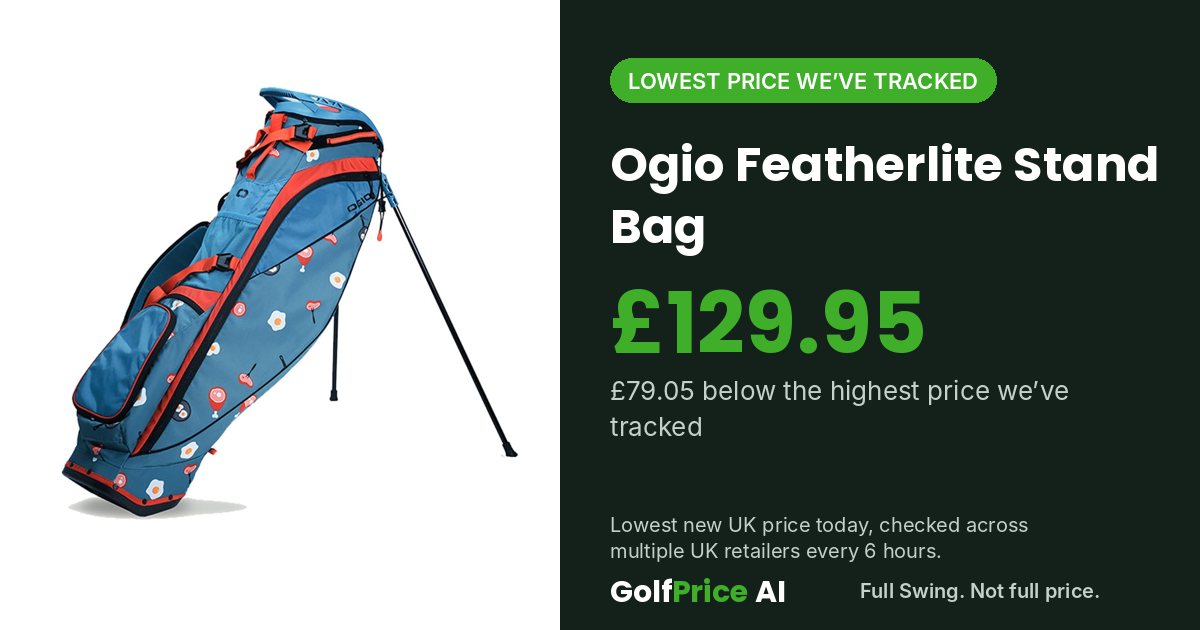 OGIO
LOWEST PRICE WE’VE TRACKED
Ogio Featherlite Stand
Bag
£129.95
£79.05 below the highest price we’ve
tracked
Lowest new UK price today, checked across
multiple UK retailers every 6 hours.
GolfPrice AI
Full Swing. Not full price.